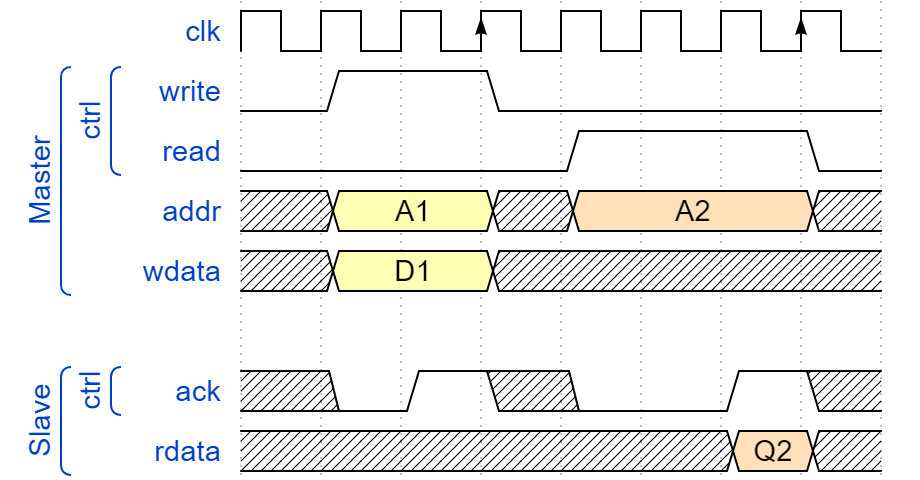 clk
write
read
addr
A1
A2
wdata
D1
ack
rdata
Q2
Master
ctrl
Slave
ctrl